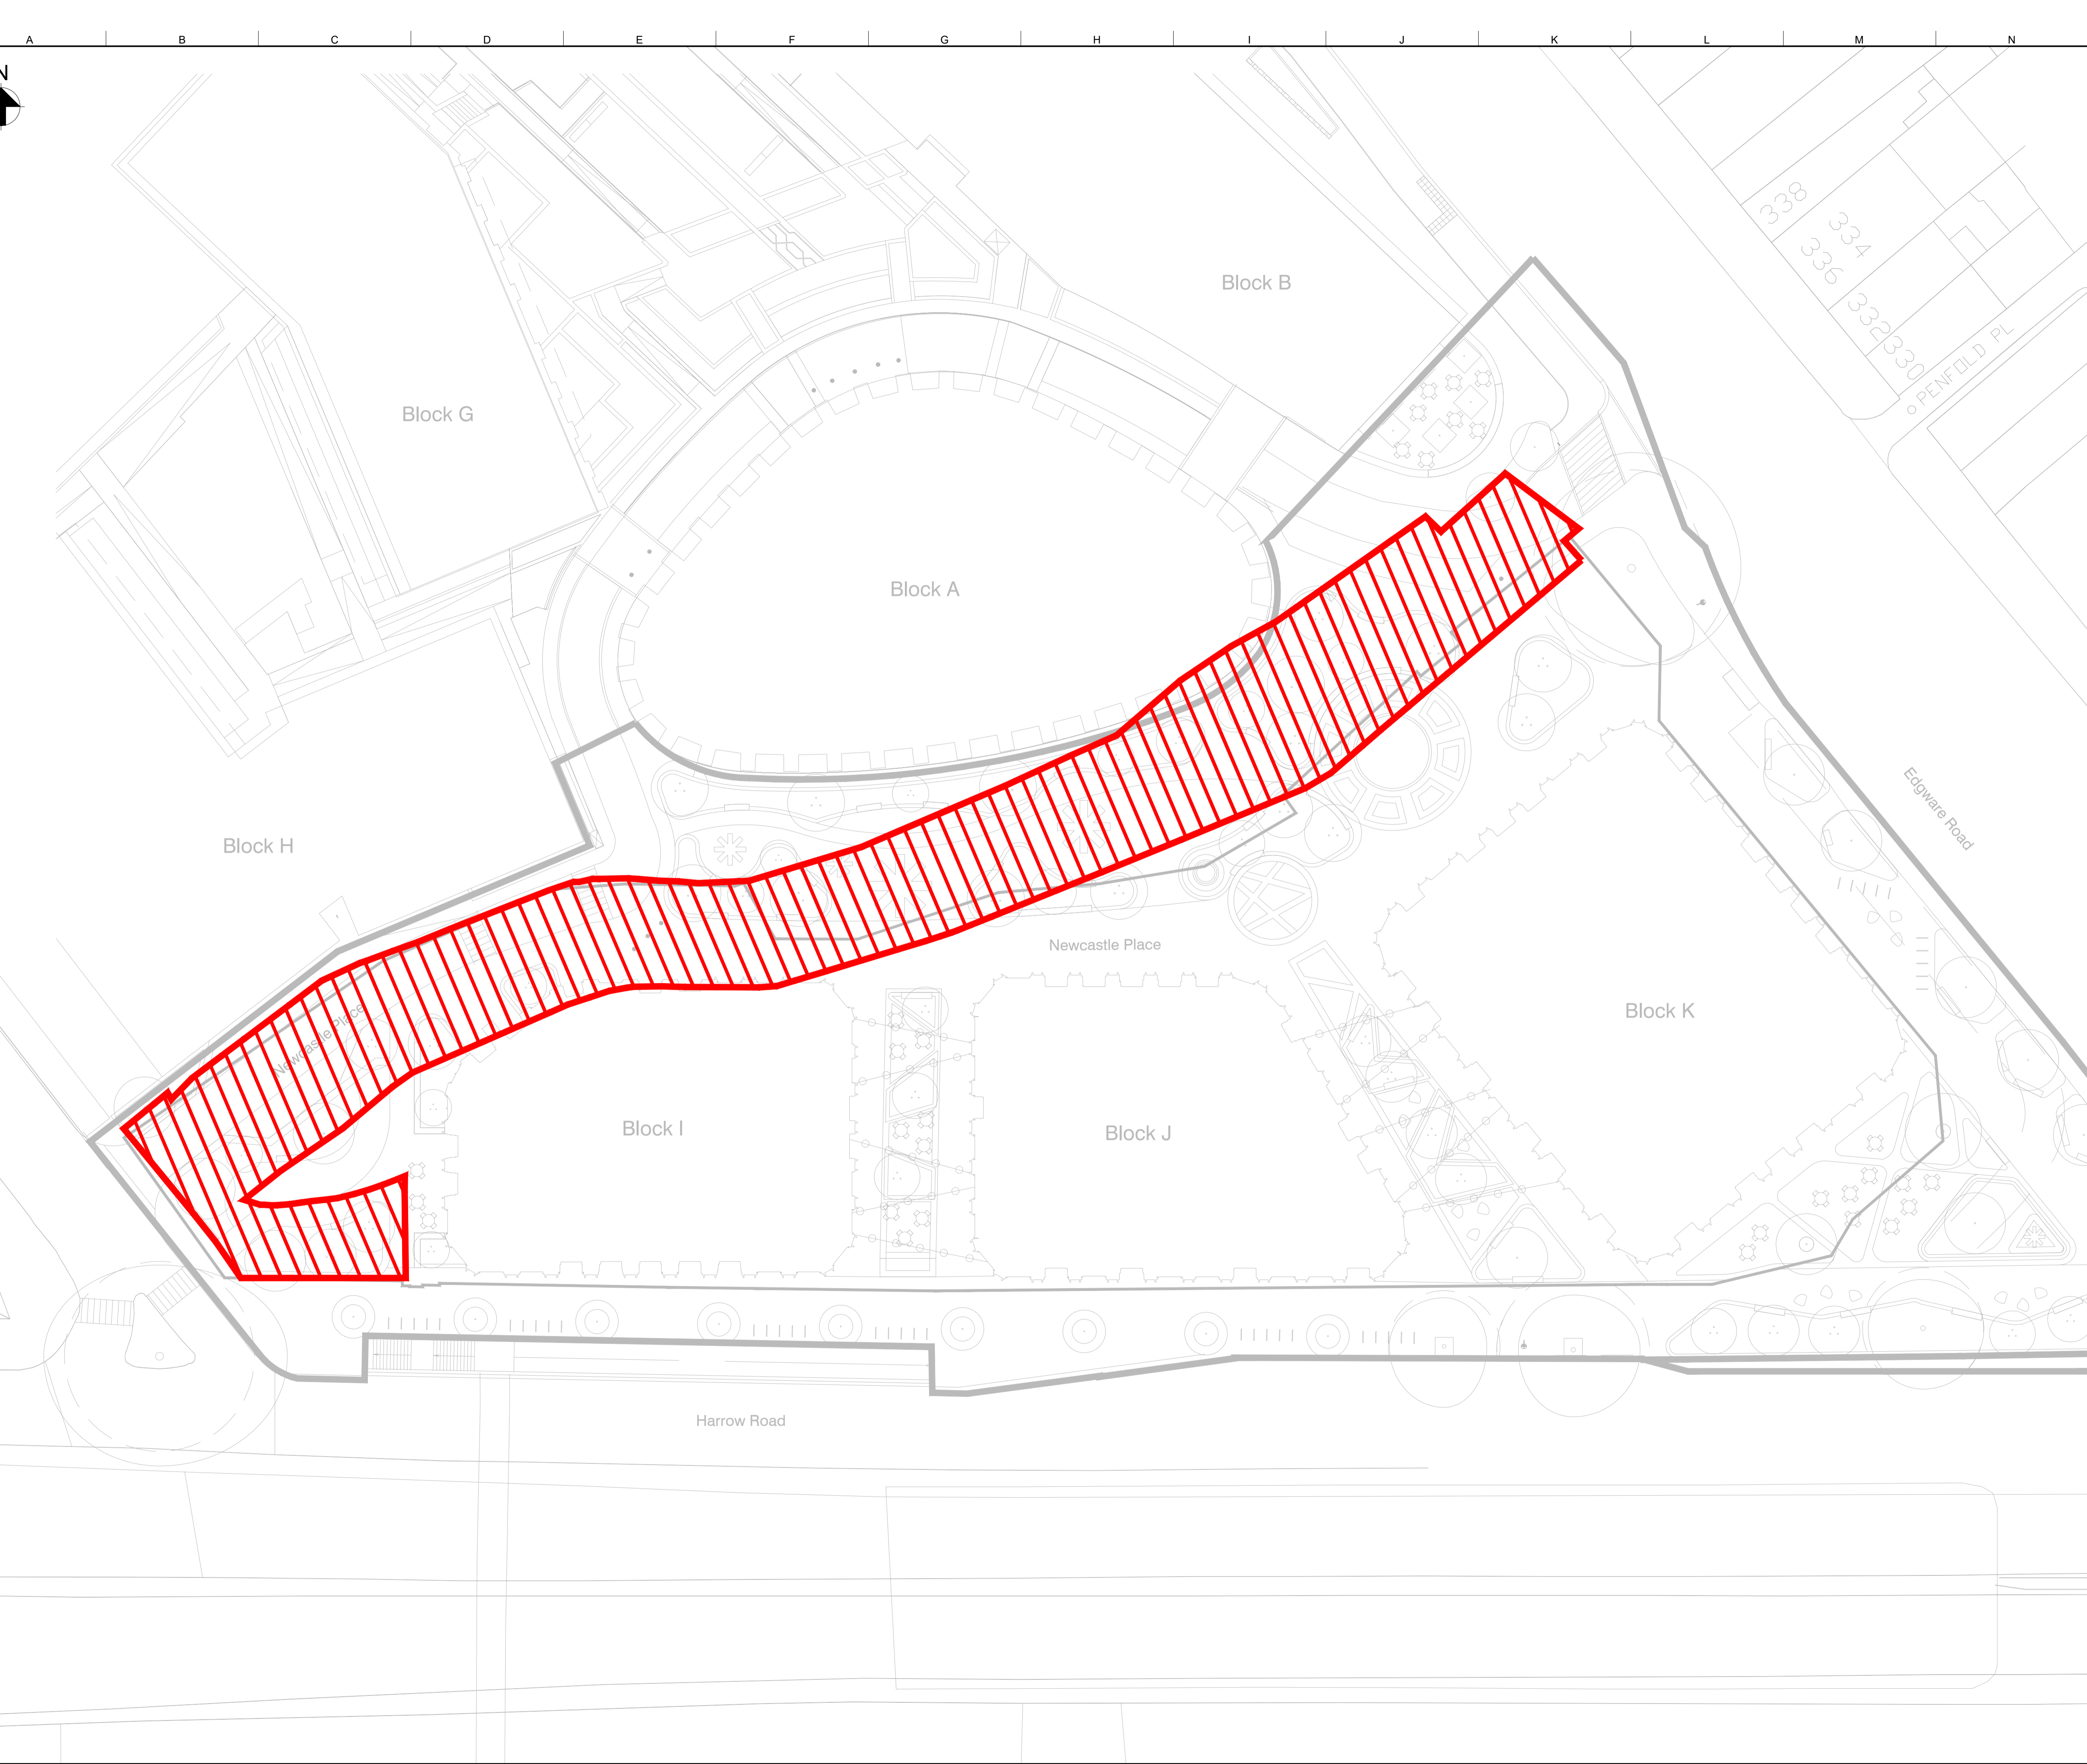 A B C D E F G H I J K L M N
N
338
334
336
332
330
PENFOLD PL
Block B
Block G
Block A
Edgware Road
Block H
Newcastle Place
Newcastle Place
Block K
Block I
Block J
Harrow Road